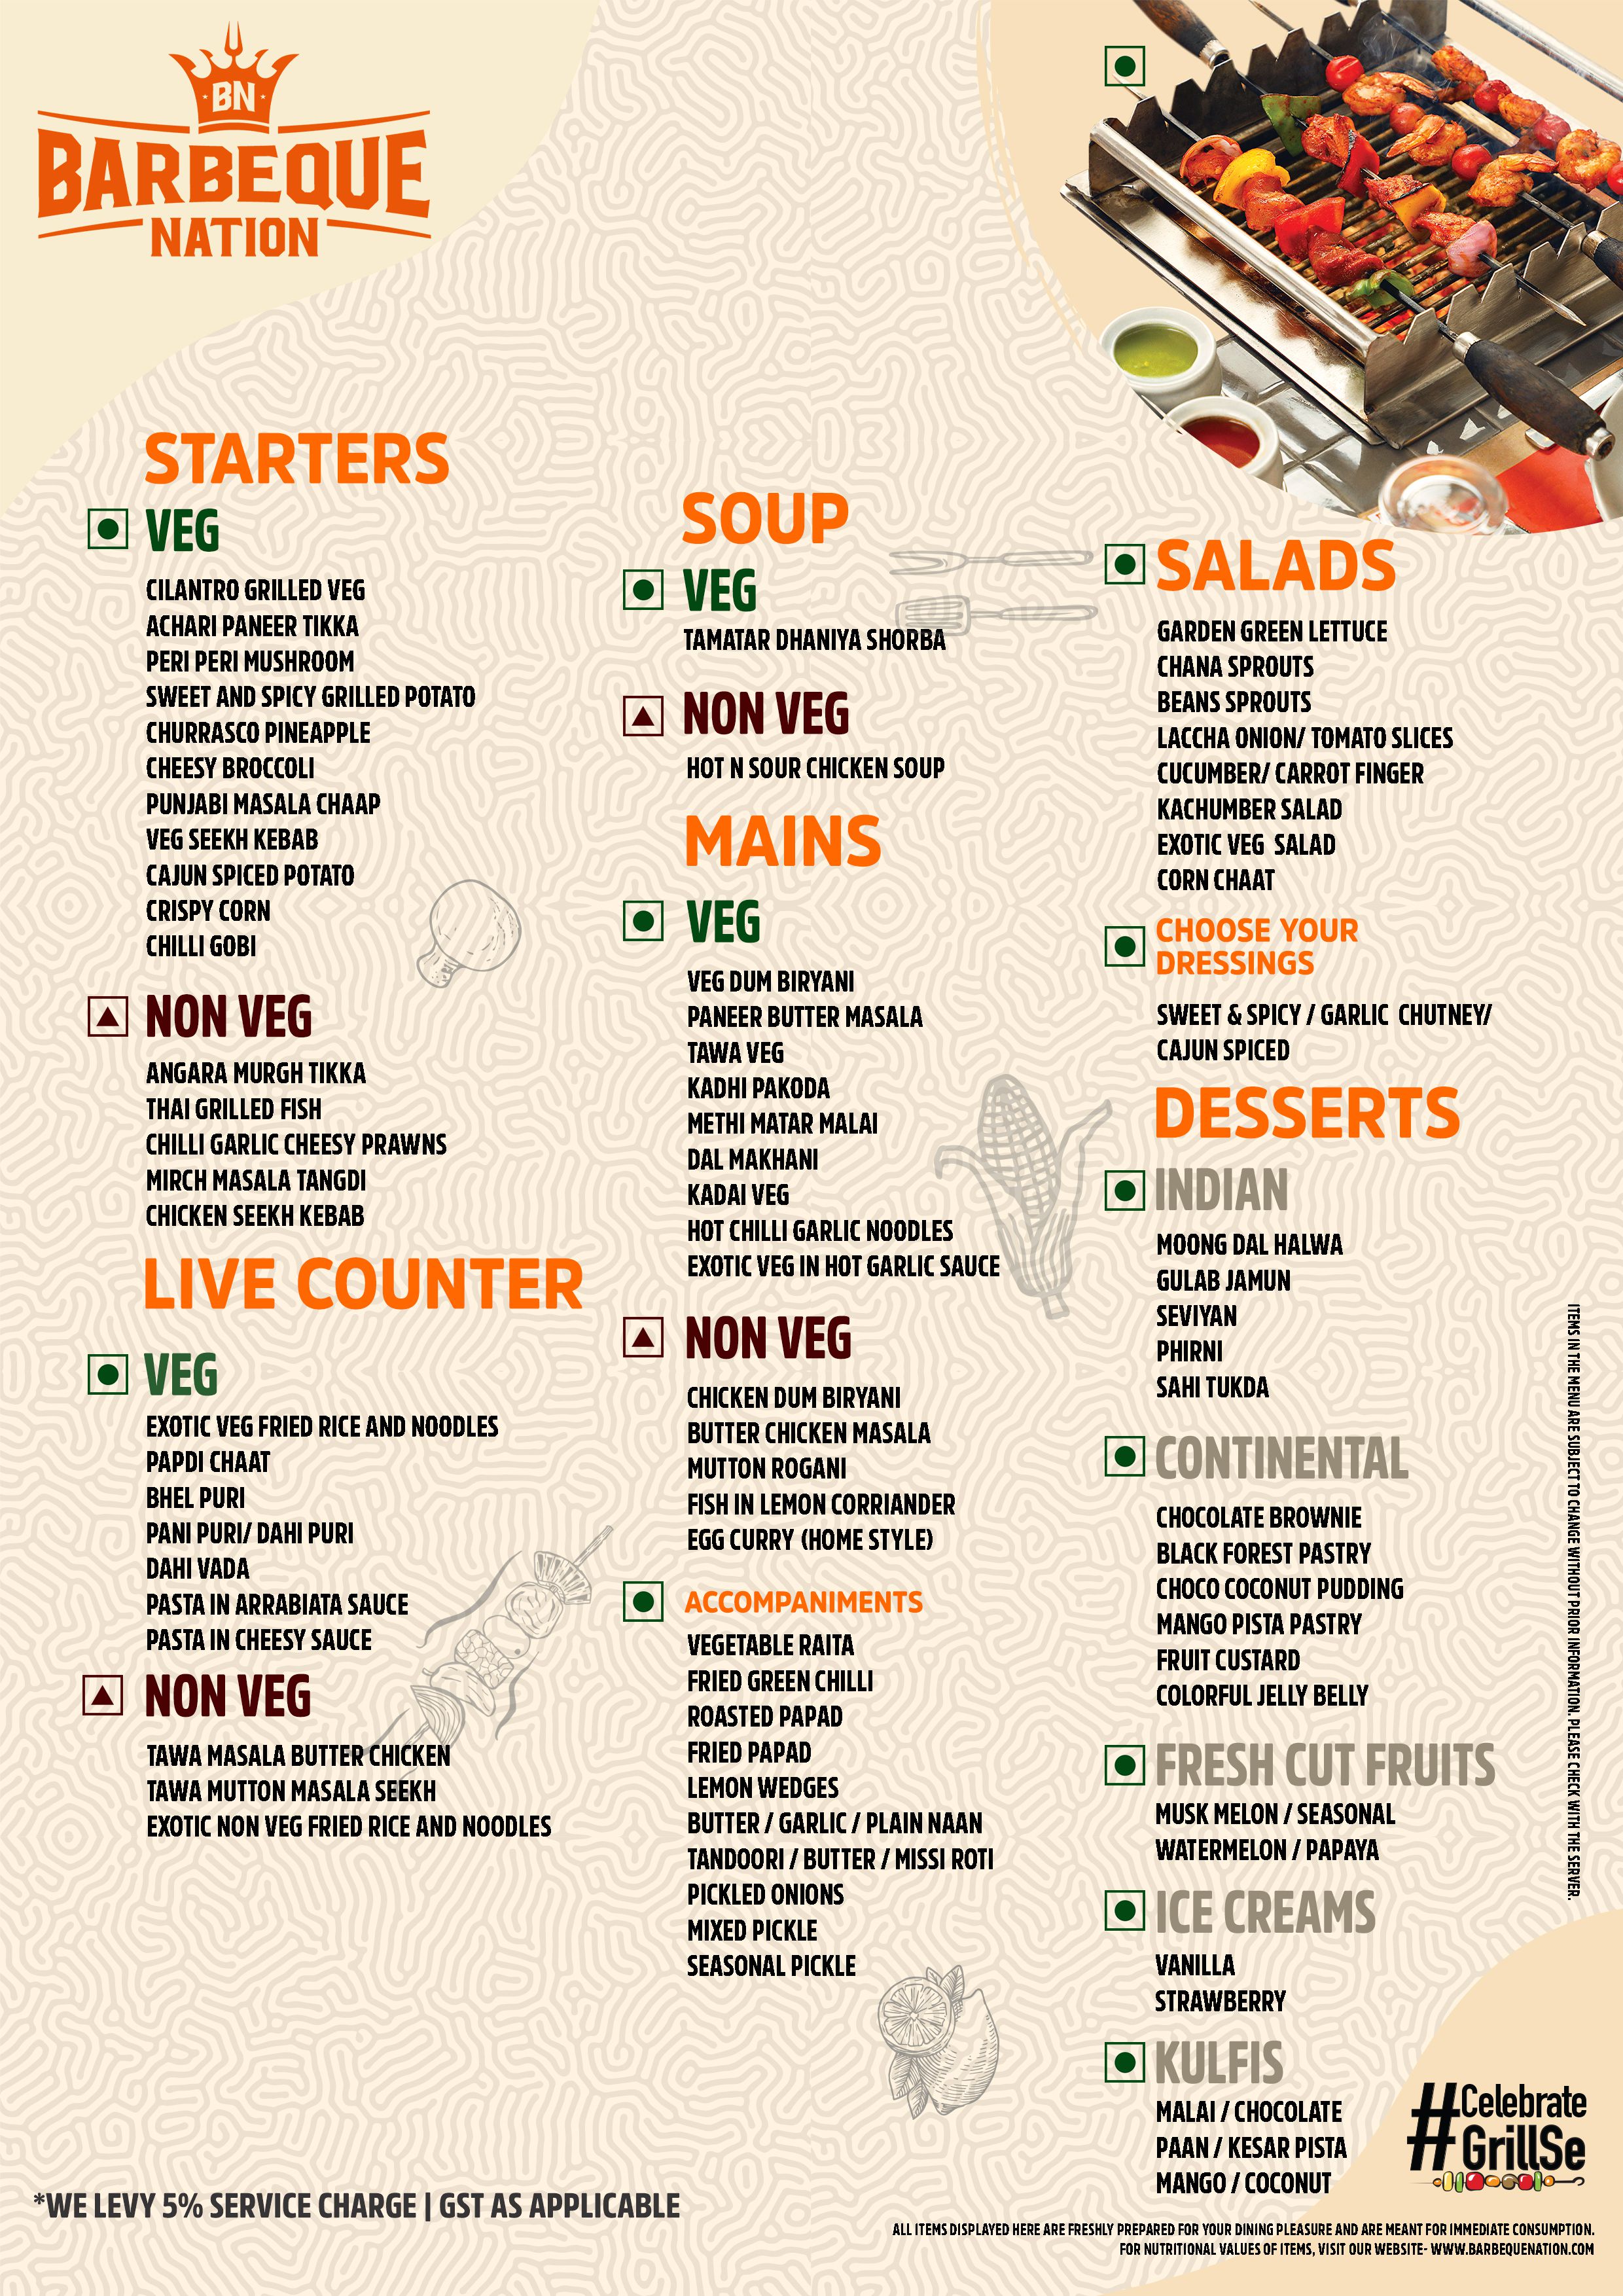 BN
BARBEQUE
NATION
STARTERS
VEG
CILANTRO GRILLED VEG
ACHARI PANEER TIKKA
PERI PERI MUSHROOM
SWEET AND SPICY GRILLED POTATO
CHURRASCO PINEAPPLE
CHEESY BROCCOLI
PUNJABI MASALA CHAAP
VEG SEEKH KEBAB
CAJUN SPICED POTATO
CRISPY CORN
CHILLI GOBI
NON VEG
ANGARA MURGH TIKKA
THAI GRILLED FISH
CHILLI GARLIC CHEESY PRAWNS
MIRCH MASALA TANGDI
CHICKEN SEEKH KEBAB
LIVE COUNTER
VEG
EXOTIC VEG FRIED RICE AND NOODLES
PAPDI CHAAT
BHEL PURI
PANI PURI/ DAHI PURI
DAHI VADA
PASTA IN ARRABIATA SAUCE
PASTA IN CHEESY SAUCE
NON VEG
TAWA MASALA BUTTER CHICKEN
TAWA MUTTON MASALA SEEKH
EXOTIC NON VEG FRIED RICE AND NOODLES
SOUP
VEG
TAMATAR DHANIYA SHORBA
NON VEG
HOT N SOUR CHICKEN SOUP
MAINS
VEG
VEG DUM BIRYANI
PANEER BUTTER MASALA
TAWA VEG
KADHI PAKODA
METHI MATAR MALAI
DAL MAKHANI
KADAI VEG
HOT CHILLI GARLIC NOODLES
EXOTIC VEG IN HOT GARLIC SAUCE
NON VEG
CHICKEN DUM BIRYANI
BUTTER CHICKEN MASALA
MUTTON ROGANI
FISH IN LEMON CORRIANDER
EGG CURRY (HOME STYLE)
ACCOMPANIMENTS
VEGETABLE RAITA
FRIED GREEN CHILLI
ROASTED PAPAD
FRIED PAPAD
LEMON WEDGES
BUTTER / GARLIC / PLAIN NAAN
TANDOORI / BUTTER / MISSI ROTI
PICKLED ONIONS
MIXED PICKLE
SEASONAL PICKLE
SALADS
GARDEN GREEN LETTUCE
CHANA SPROUTS
BEANS SPROUTS
LACCHA ONION/ TOMATO SLICES
CUCUMBER/ CARROT FINGER
KACHUMBER SALAD
EXOTIC VEG SALAD
CORN CHAAT
CHOOSE YOUR
DRESSINGS
SWEET & SPICY / GARLIC CHUTNEY/
CAJUN SPICED
DESSERTS
INDIAN
MOONG DAL HALWA
GULAB JAMUN
SEVIYAN
PHIRNI
SAHI TUKDA
CONTINENTAL
CHOCOLATE BROWNIE
BLACK FOREST PASTRY
CHOCO COCONUT PUDDING
MANGO PISTA PASTRY
FRUIT CUSTARD
COLORFUL JELLY BELLY
FRESH CUT FRUITS
MUSK MELON / SEASONAL
WATERMELON / PAPAYA
ICE CREAMS
VANILLA
STRAWBERRY
KULFIS
MALAI / CHOCOLATE
PAAN / KESAR PISTA
MANGO / COCONUT
ITEMS IN THE MENU ARE SUBJECT TO CHANGE WITHOUT PRIOR INFORMATION. PLEASE CHECK WITH THE SERVER.
#Celebrate
GrillSe
*WE LEVY 5% SERVICE CHARGE | GST AS APPLICABLE
ALL ITEMS DISPLAYED HERE ARE FRESHLY PREPARED FOR YOUR DINING PLEASURE AND ARE MEANT FOR IMMEDIATE CONSUMPTION.
FOR NUTRITIONAL VALUES OF ITEMS, VISIT OUR WEBSITE- WWW.BARBEQUENATION.COM